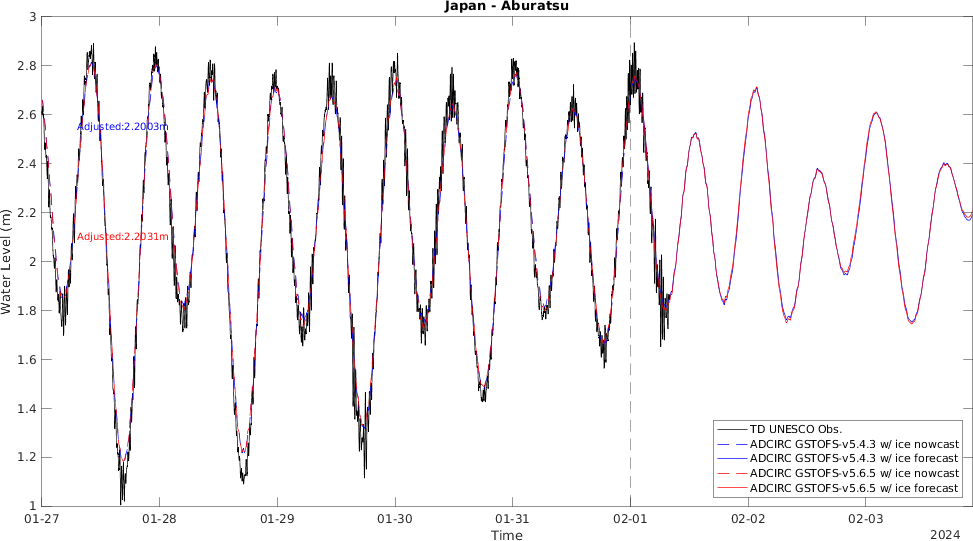 Japan - Aburatsu
3
2.8
2.6
2.4
2.2
2
1.8
1.6
1.4
1.2
1
Water Level (m)
Adjusted:2.2003m
Adjusted:2.2031m
TD UNESCO Obs.
ADCIRC GSTOFS-v5.4.3 w/ ice nowcast
ADCIRC GSTOFS-v5.4.3 w/ ice forecast
ADCIRC GSTOFS-v5.6.5 w/ ice nowcast
ADCIRC GSTOFS-v5.6.5 w/ ice forecast
01-27 01-28 01-29 01-30 01-31 02-01 02-02 02-03
Time
2024